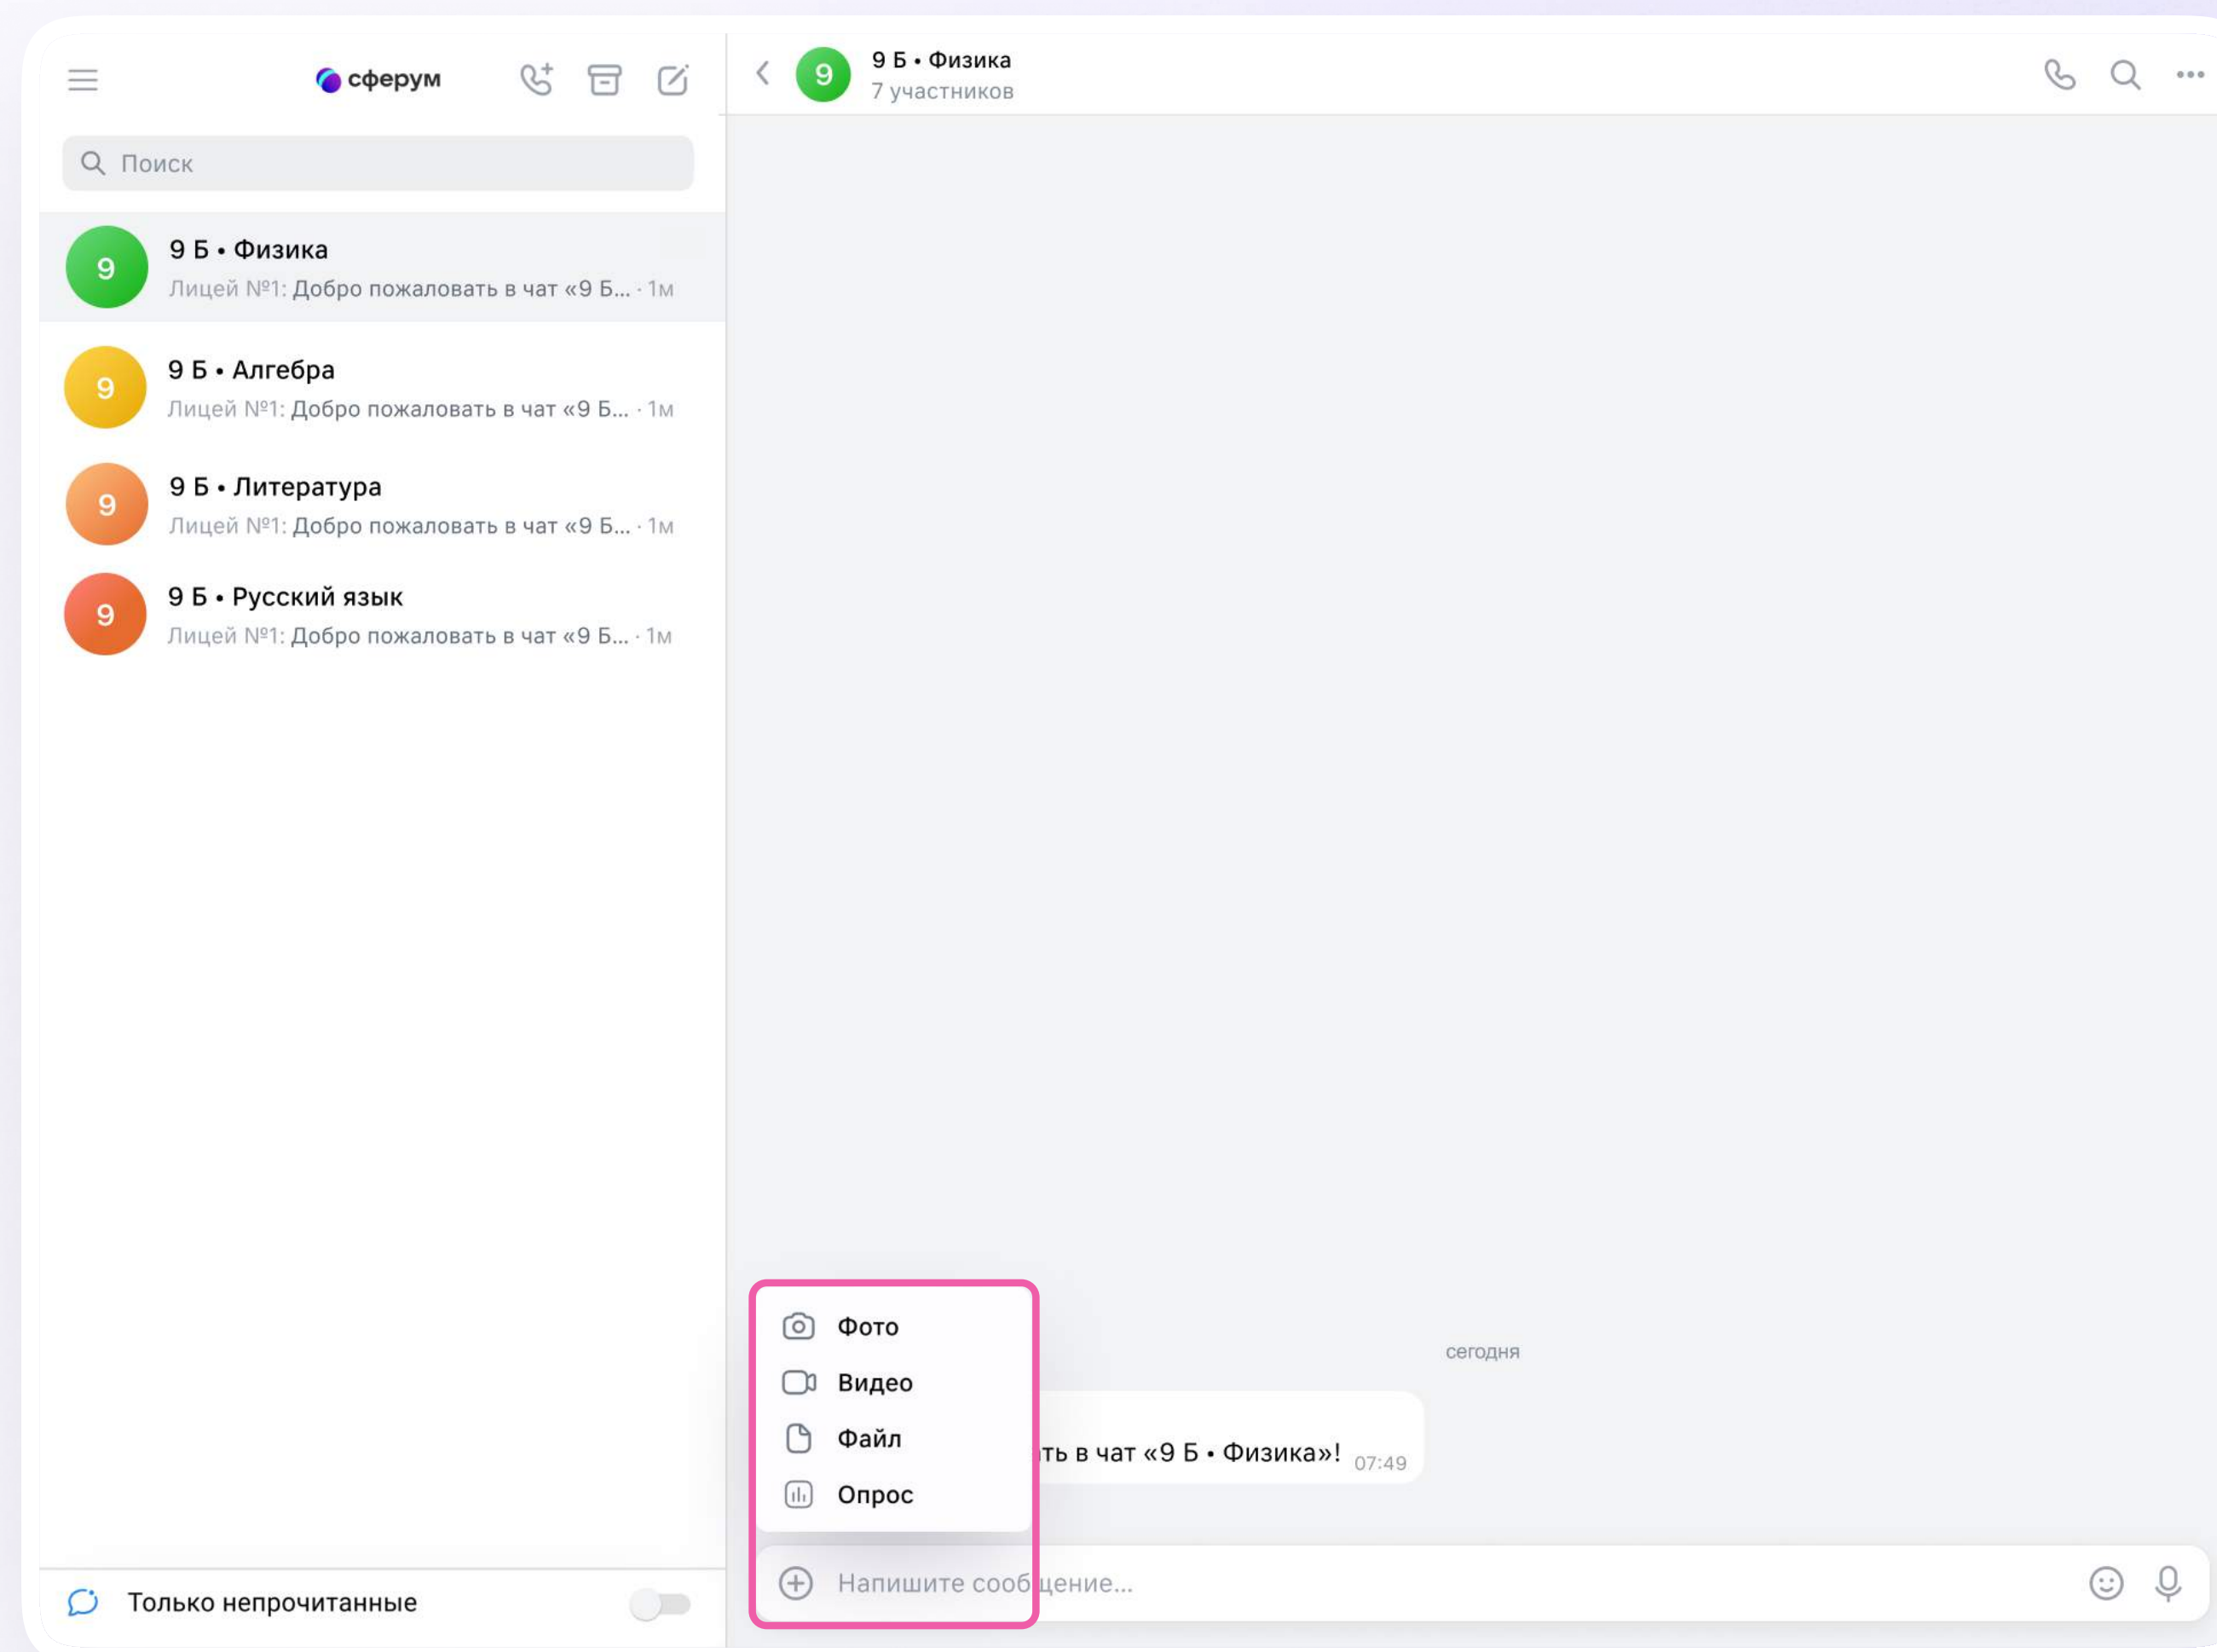 сферум
Поиск
9
9 Б • Физика
Лицей №1: Добро пожаловать в чат «9 Б... · 1м
9
9 Б • Алгебра
Лицей №1: Добро пожаловать в чат «9 Б... · 1м
9
9 Б • Литература
Лицей №1: Добро пожаловать в чат «9 Б... · 1м
9
9 Б • Русский язык
Лицей №1: Добро пожаловать в чат «9 Б... · 1м
Только непрочитанные
9
9 Б • Физика
7 участников
сегодня
ть в чат «9 Б • Физика»! 07:49
Фото
Видео
Файл
Опрос
Напишите сообщение...